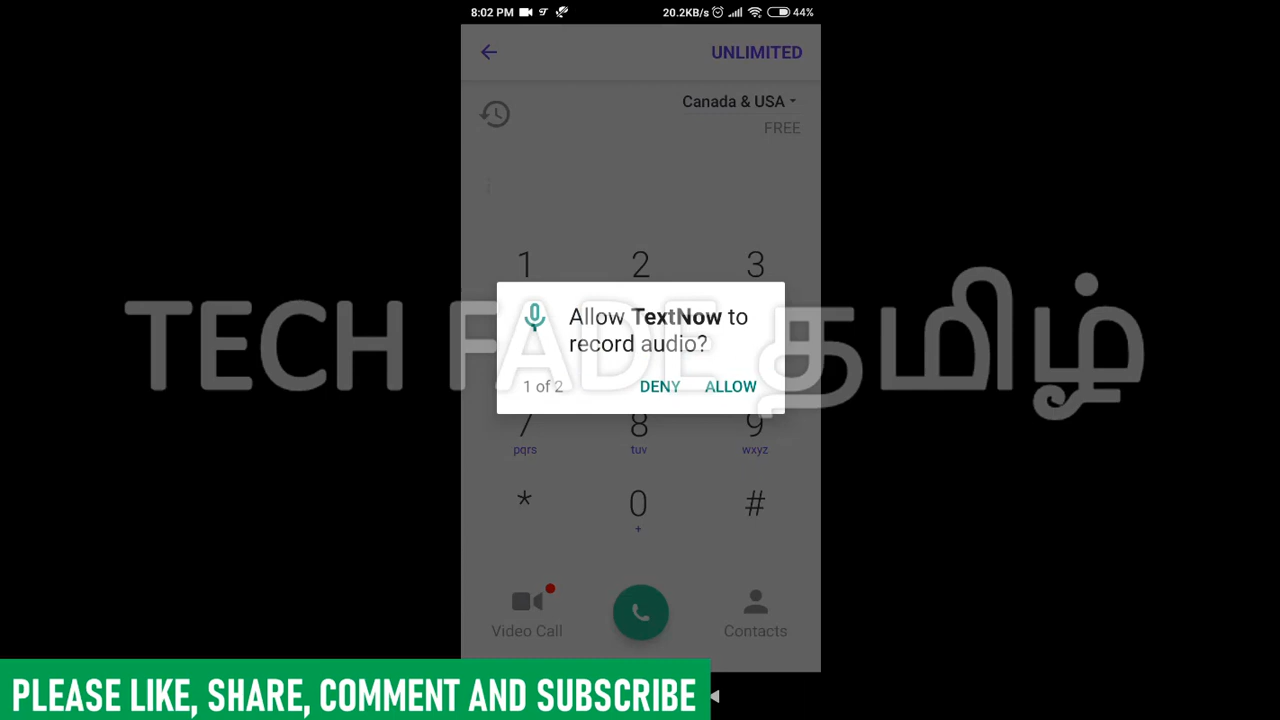 8:02 PM
20.2KB/s
44%
UNLIMITED
Canada & USA
FREE
1
2
3
Allow TextNow to
record audio?
1 of 2
DENY
ALLOW
TECH FADE தமிழ்
7
8
9
pqrs
tuv
wxyz
*
0
#
+
Video Call
Contacts
PLEASE LIKE, SHARE, COMMENT AND SUBSCRIBE